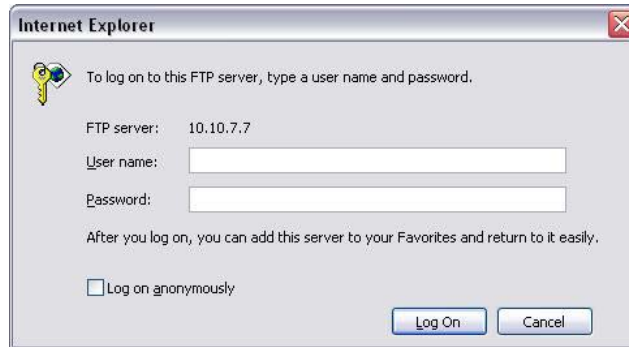 Internet Explorer
To log on to this FTP server, type a user name and password.
FTP server: 10.10.7.7
User name:
Password:
After you log on, you can add this server to your Favorites and return to it easily.
Log on anonymously
Log On Cancel